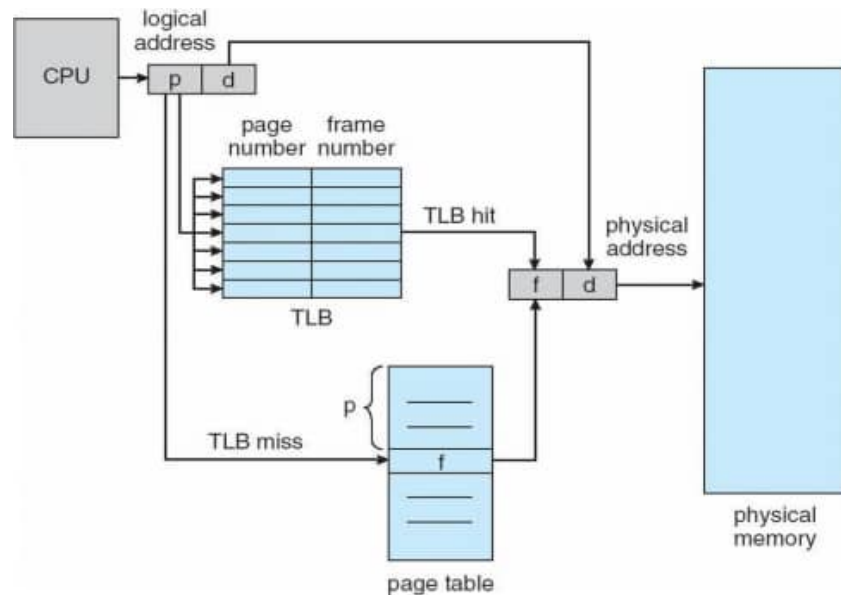 logical
address
CPU
p
d
page
number
frame
number
TLB hit
physical
address
f
d
TLB
p
TLB miss
f
physical
memory
page table